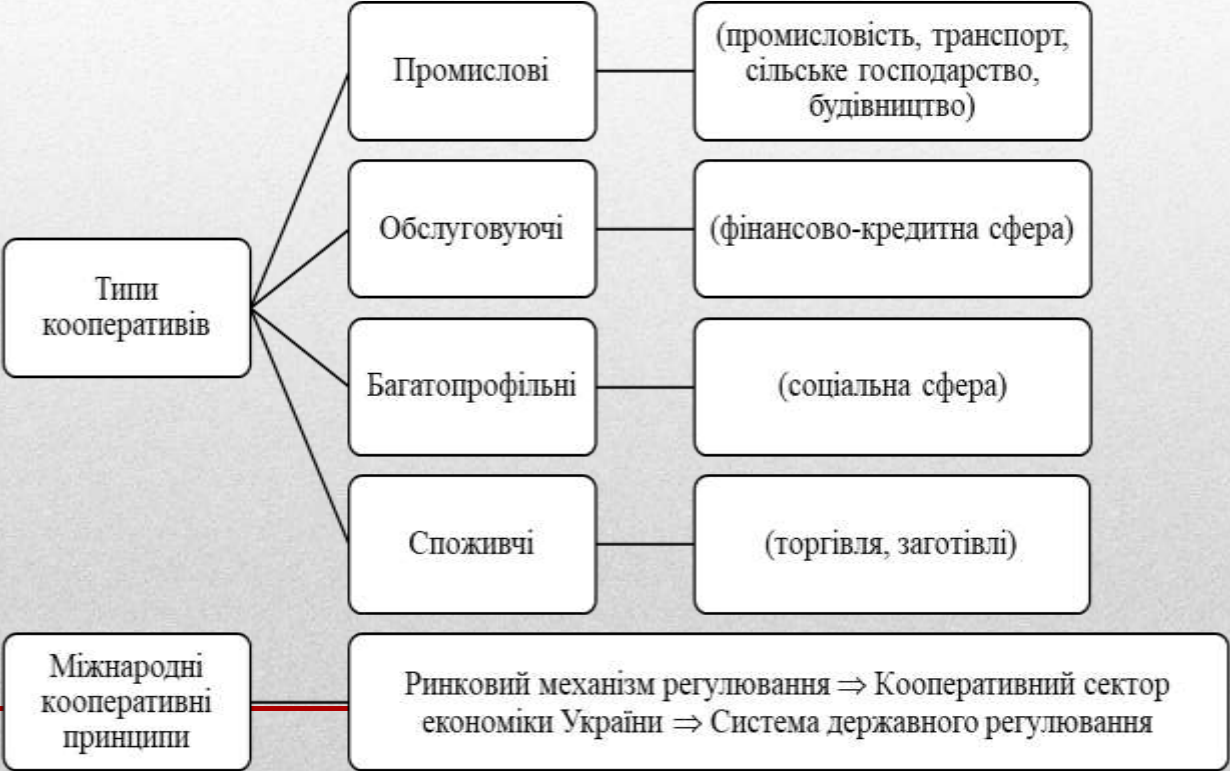 Типи
кооперативів
Промислові
(промисловість, транспорт,
сільське господарство,
будівництво)
Обслуговуючі
(фінансово-кредитна сфера)
Багатопрофільні
(соціальна сфера)
Споживчі
(торгівля, заготівлі)
Міжнародні
кооперативні
принципи
Ринковий механізм регулювання ⇒ Кооперативний сектор
економіки України ⇒ Система державного регулювання